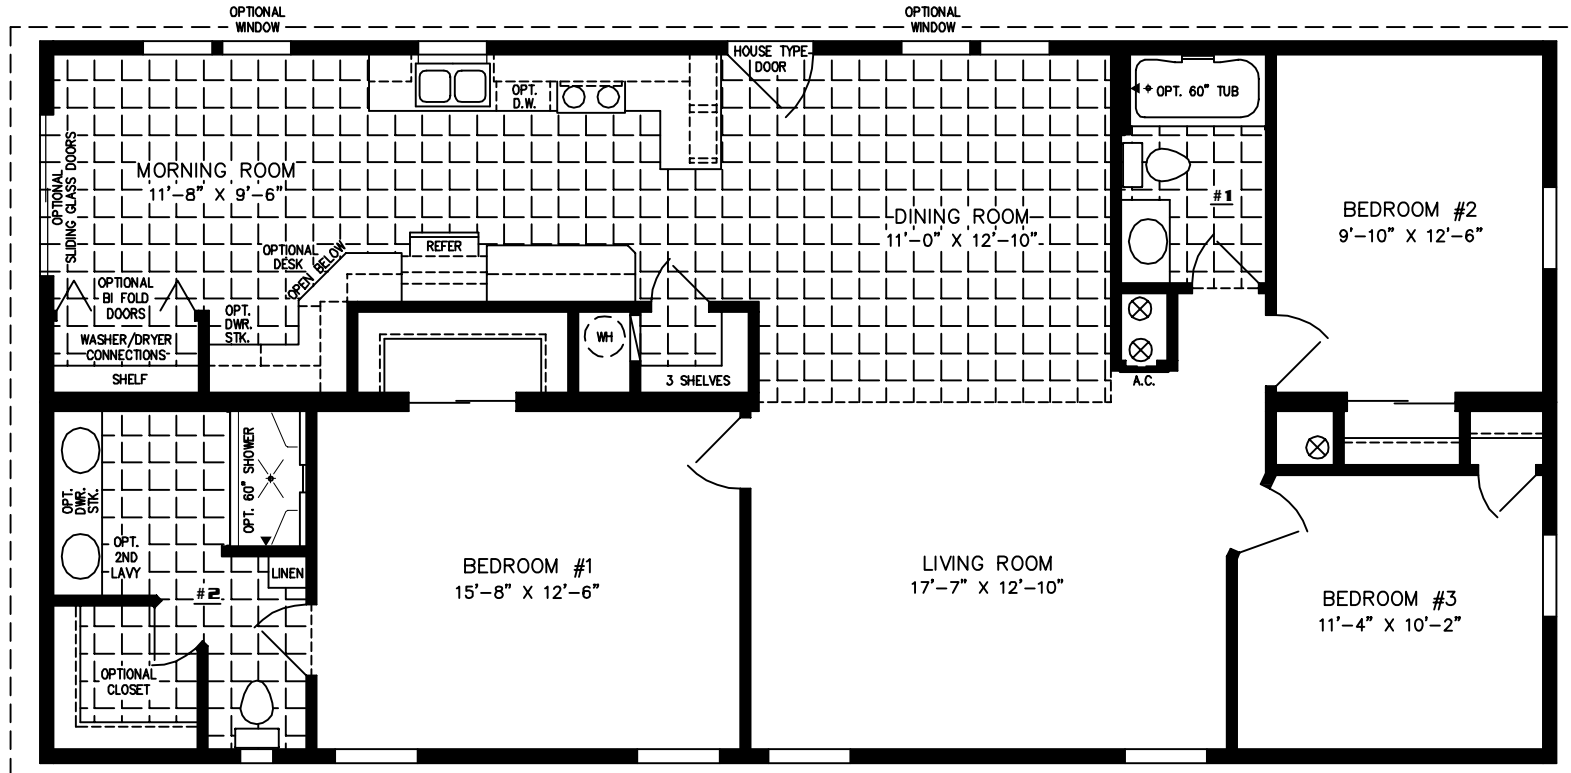 OPTIONAL
WINDOW
OPTIONAL
WINDOW
HOUSE TYPE
DOOR
OPT.
D.W.
OPT. 60" TUB
MORNING ROOM
11'-8" X 9'-6"
OPTIONAL
SLIDING GLASS DOORS
#1
BEDROOM #2
9'-10" X 12'-6"
DINING ROOM
11'-0" X 12'-10"
REFER
OPTIONAL
DESK
OPEN BELOW
OPTIONAL
BI FOLD
DOORS
OPT.
DWR.
STK.
WASHER/DRYER
CONNECTIONS
SHELF
WH
3 SHELVES
A.C.
OPT. 60" SHOWER
OPT.
DWR.
STK.
OPT.
2ND
LAVY
LINEN
#2
BEDROOM #1
15'-8" X 12'-6"
LIVING ROOM
17'-7" X 12'-10"
BEDROOM #3
11'-4" X 10'-2"
OPTIONAL
CLOSET